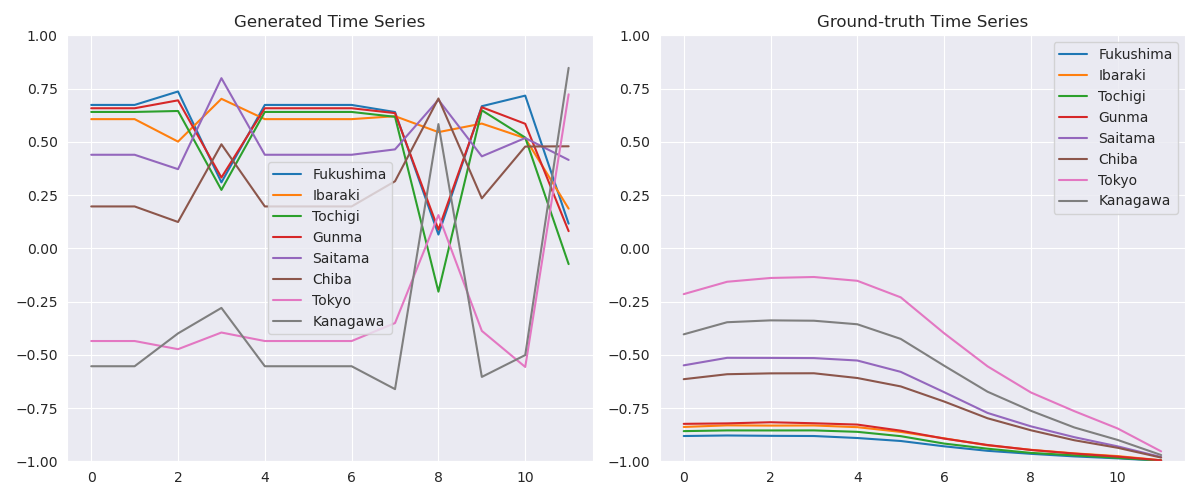 Generated Time Series
1.00
0.75
0.50
0.25
0.00
−0.25
−0.50
−0.75
−1.00
0 2 4 6 8 10
Fukushima
Ibaraki
Tochigi
Gunma
Saitama
Chiba
Tokyo
Kanagawa
Ground-truth Time Series
1.00
0.75
0.50
0.25
0.00
−0.25
−0.50
−0.75
−1.00
0 2 4 6 8 10
Fukushima
Ibaraki
Tochigi
Gunma
Saitama
Chiba
Tokyo
Kanagawa